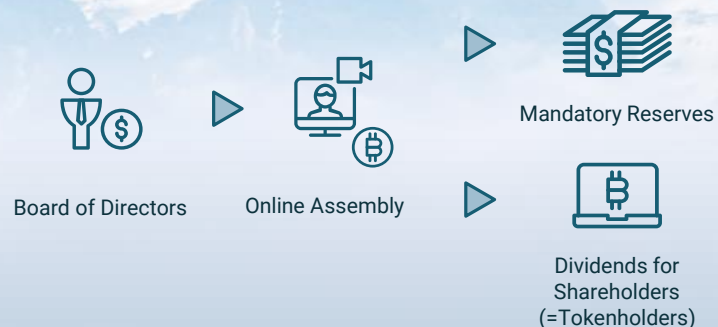 Mandatory Reserves
Board of Directors
Online Assembly
Dividends for
Shareholders
(=Tokenholders)